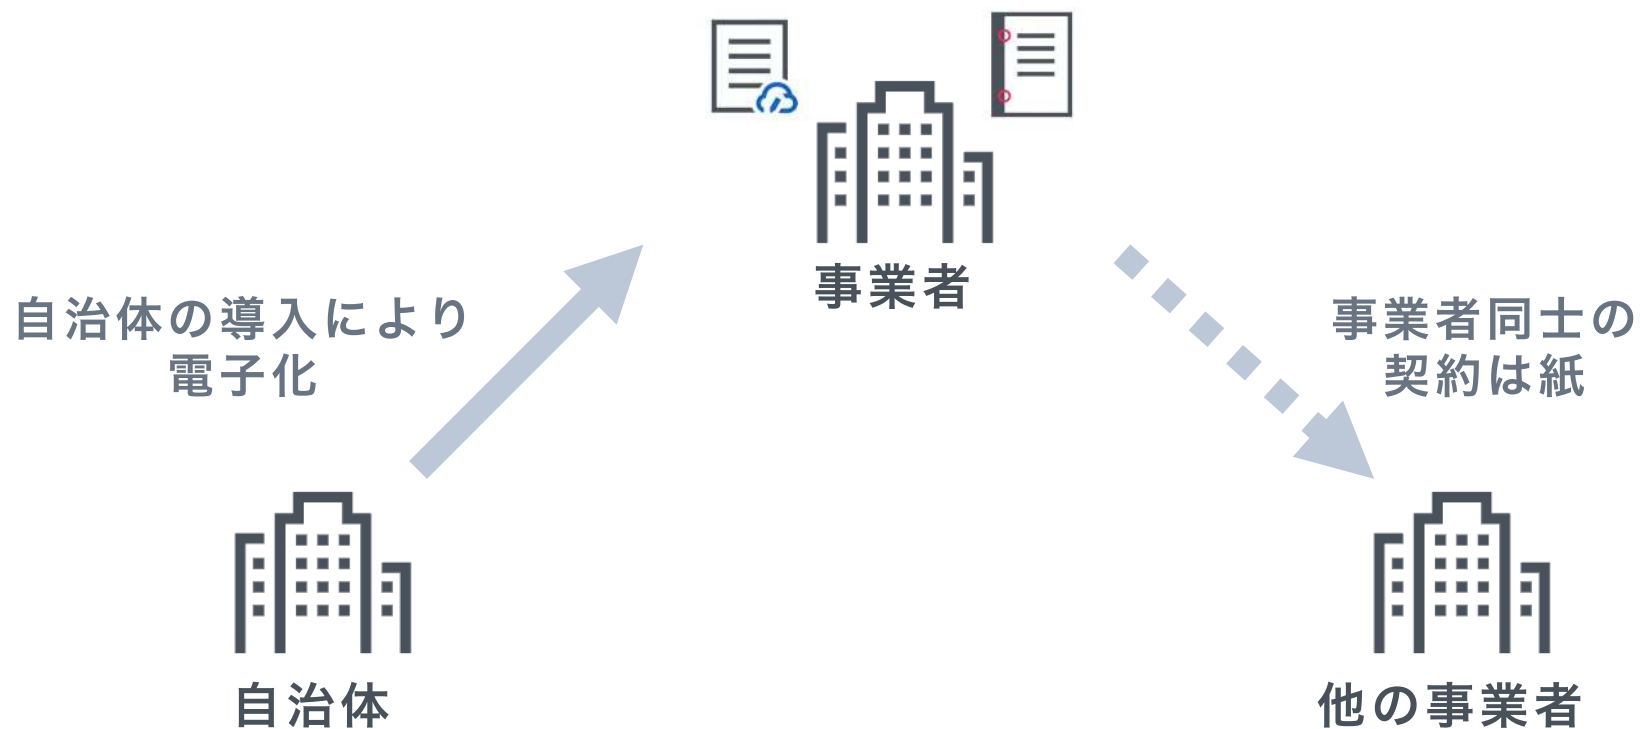 事業者
自治体の導入により
電子化
事業者同士の
契約は紙
自治体
他の事業者